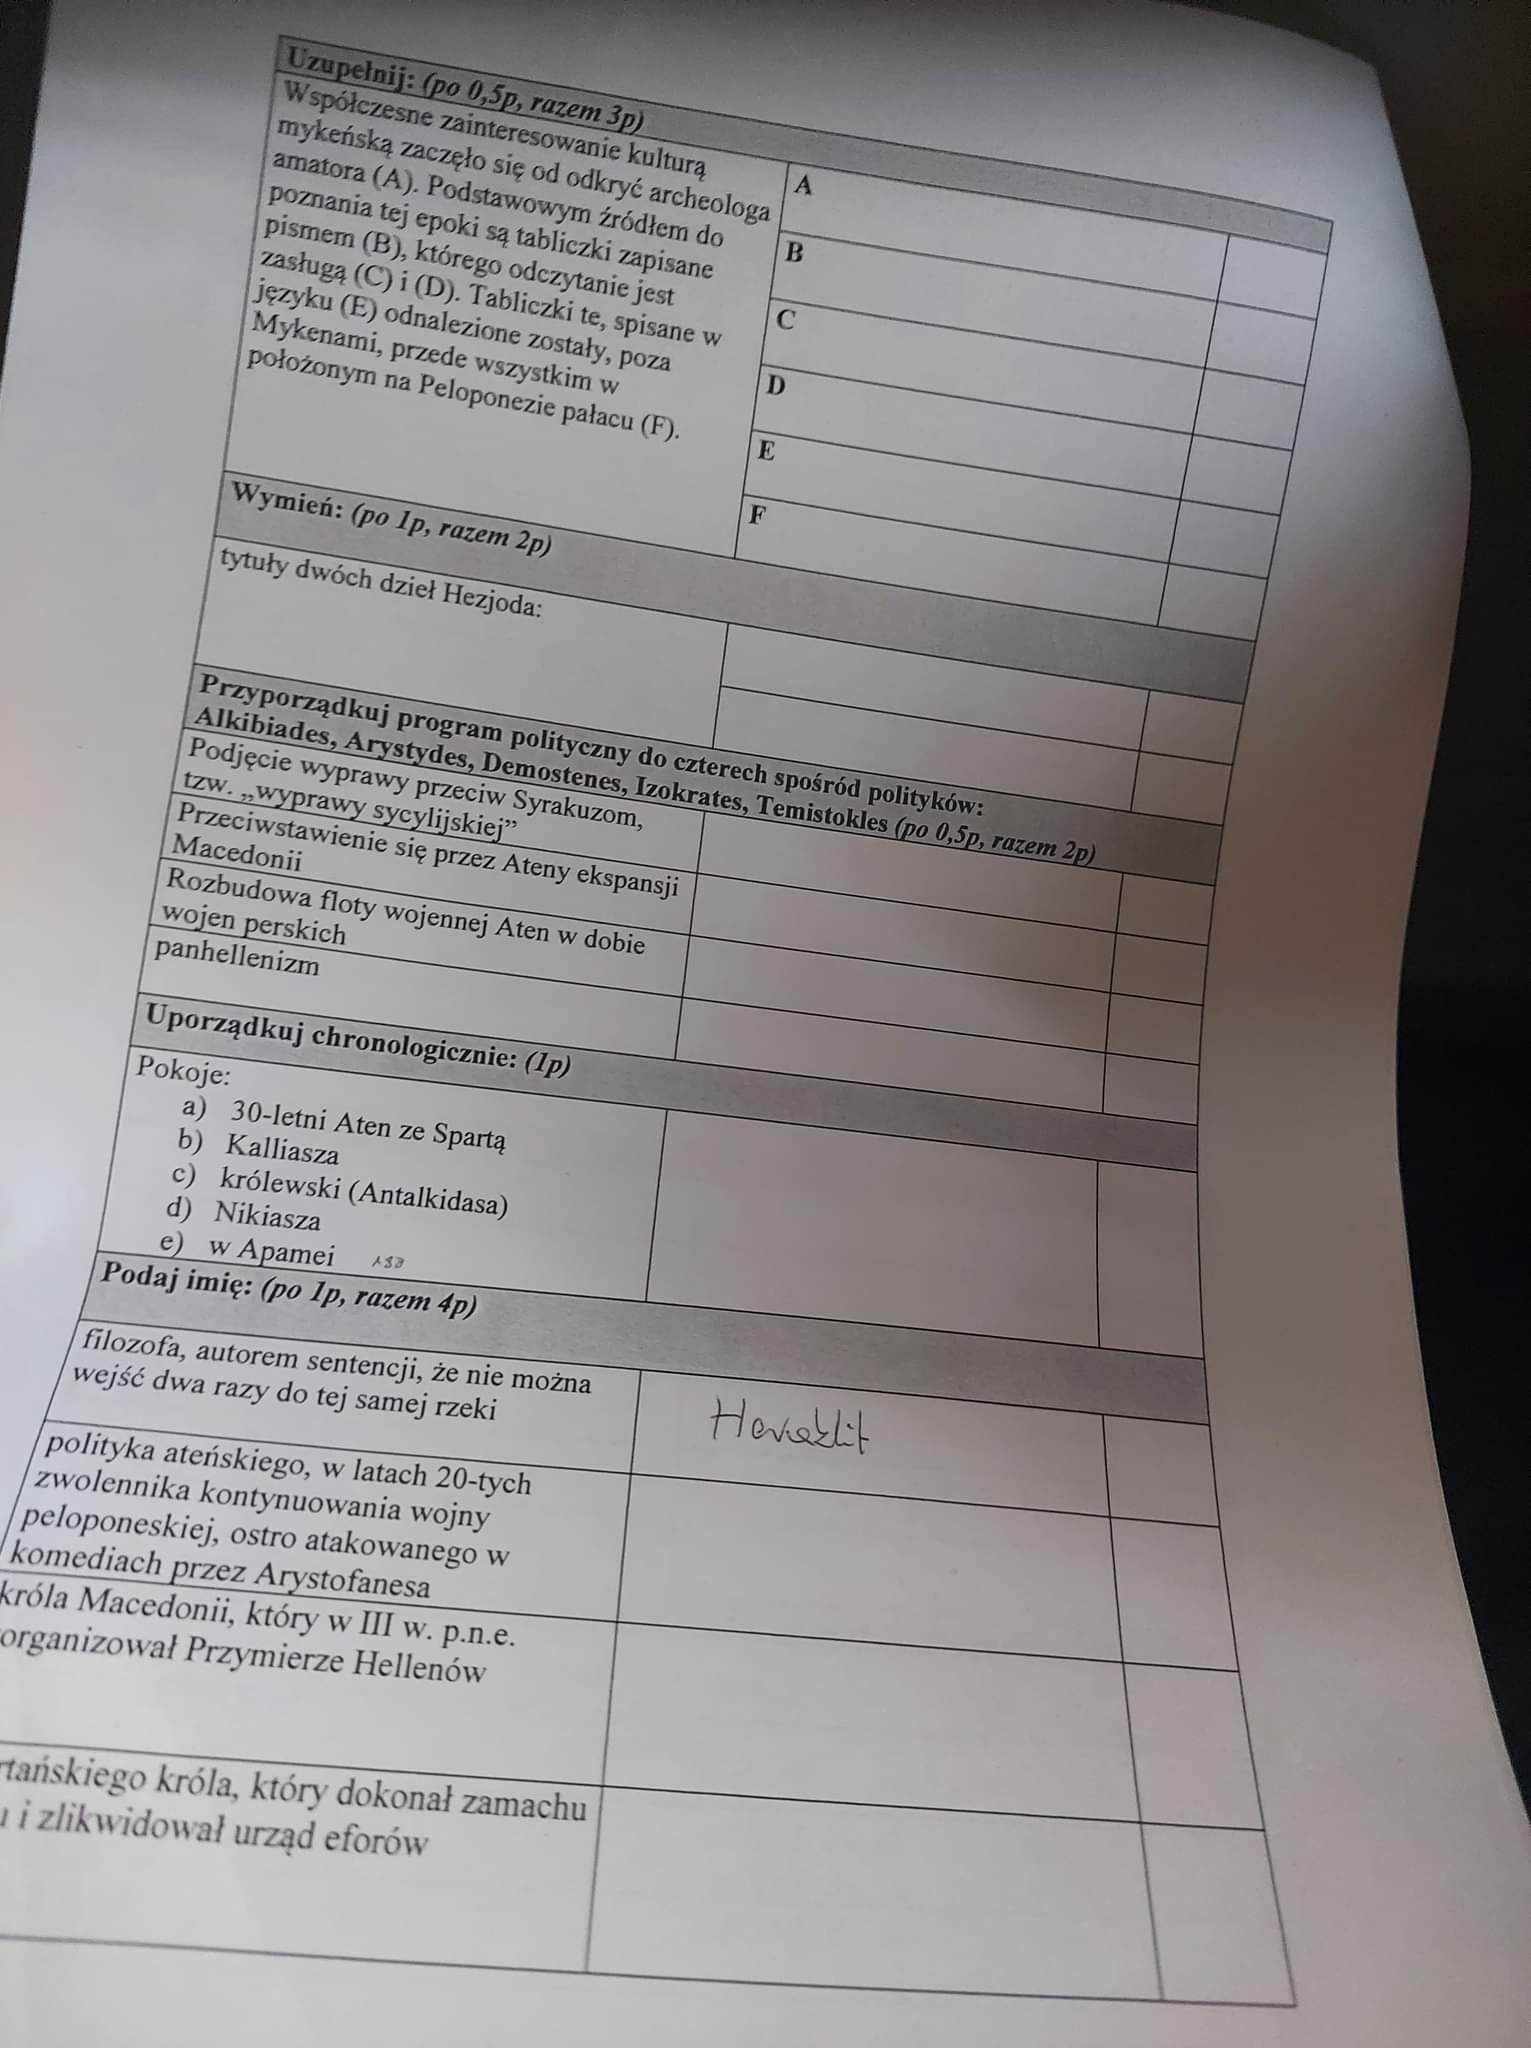 Uzupełnij: (po 0,5p, razem 3p)
Współczesne zainteresowanie kulturą
mykeńską zaczęło się od odkryć archeologa
amatora (A). Podstawowym źródłem do
poznania tej epoki są tabliczki zapisane
pismem (B), którego odczytanie jest
zasługą (C) i (D). Tabliczki te, spisane w
języku (E) odnalezione zostały, poza
Mykenami, przede wszystkim w
położonym na Peloponezie pałacu (F).
A
B
C
D
E
F
Wymień: (po 1p, razem 2p)
tytuły dwóch dzieł Hezjoda:
Przyporządkuj program polityczny do czterech spośród polityków:
Alkibiades, Arystydes, Demostenes, Izokrates, Temistokles (po 0,5p, razem 2p)
Podjęcie wyprawy przeciw Syrakuzom,
tzw. „wyprawy sycylijskiej”
Przeciwstawienie się przez Ateny ekspansji
Macedonii
Rozbudowa floty wojennej Aten w dobie
wojen perskich
panhellenizm
Uporządkuj chronologicznie: (1p)
Pokoje:
a) 30-letni Aten ze Spartą
b) Kalliasza
c) królewski (Antalkidasa)
d) Nikiasza
e) w Apamei
Podaj imię: (po 1p, razem 4p)
filozofa, autorem sentencji, że nie można
wejść dwa razy do tej samej rzeki
Heraklit
polityka ateńskiego, w latach 20-tych
zwolennika kontynuowania wojny
peloponeskiej, ostro atakowanego w
komediach przez Arystofanesa
króla Macedonii, który w III w. p.n.e.
organizował Przymierze Hellenów
rtańskiego króla, który dokonał zamachu
i zlikwidował urząd eforów